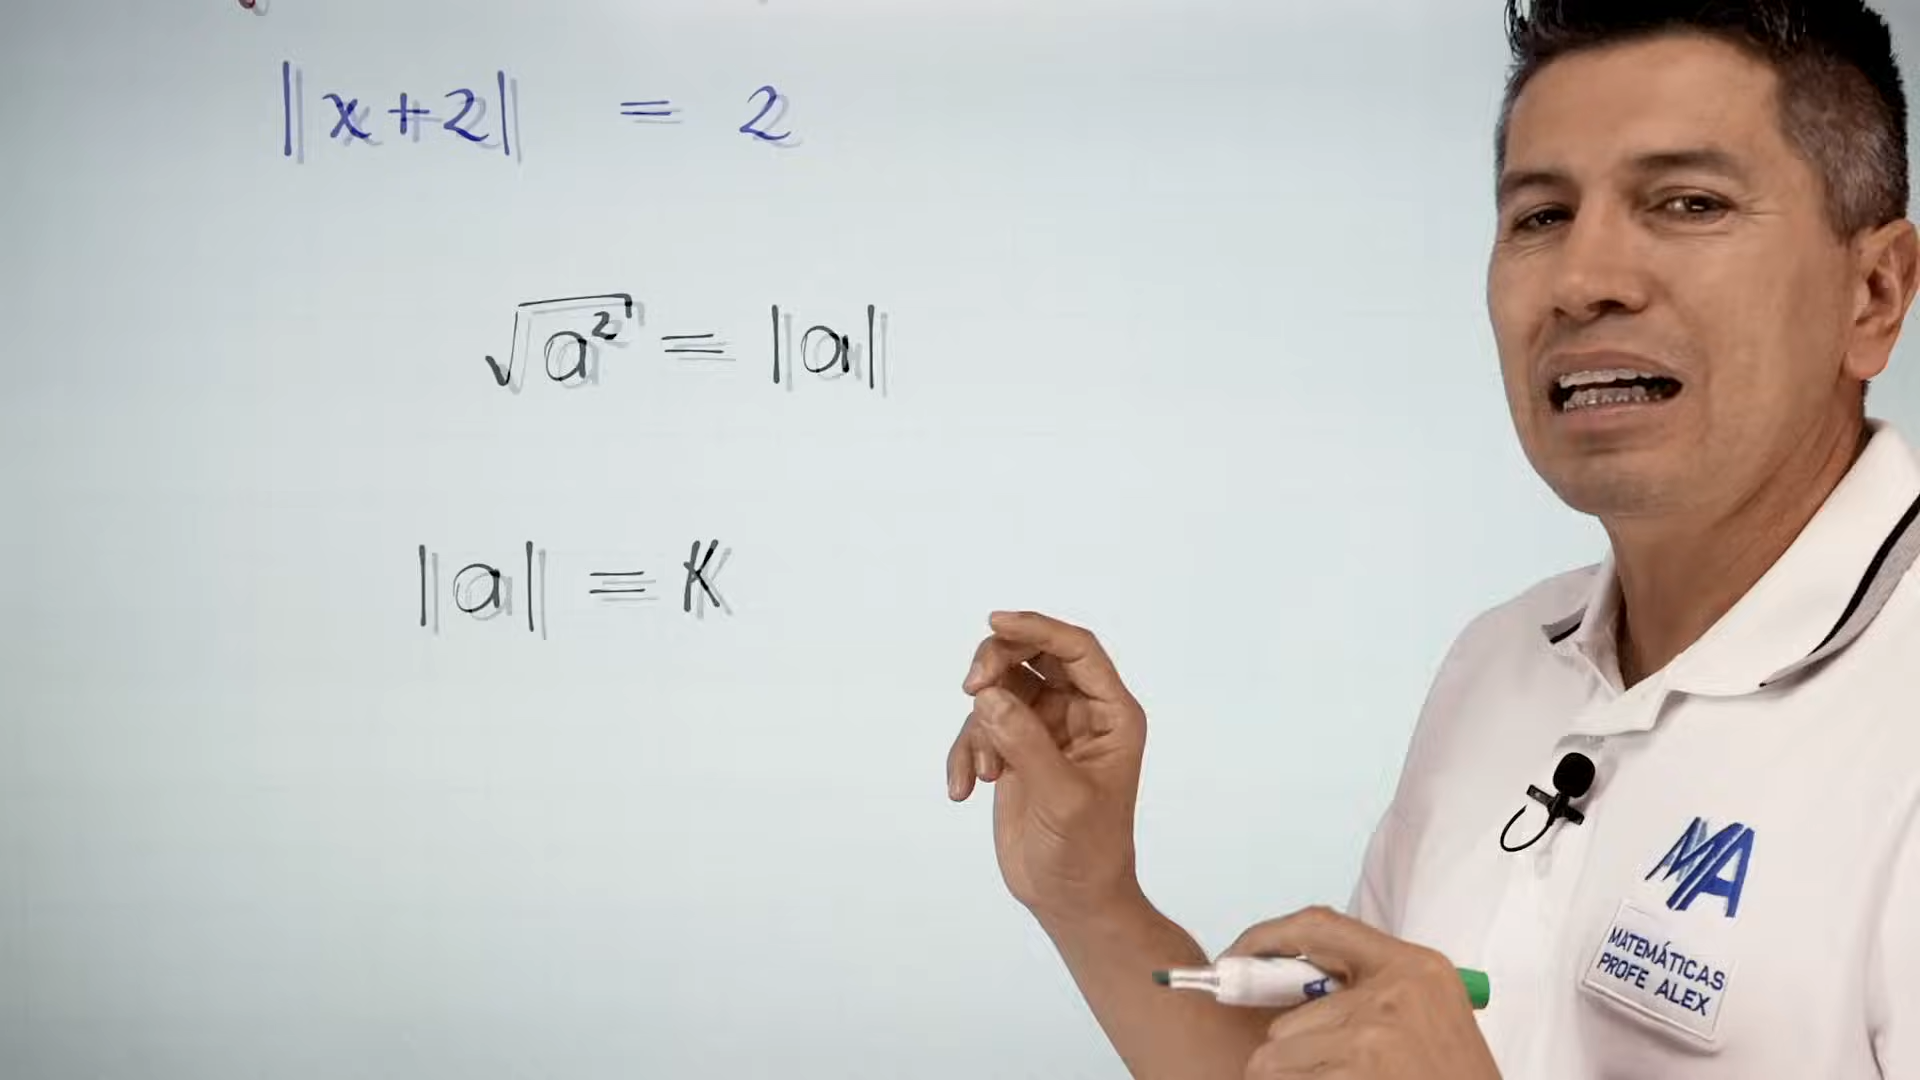 |x+2| = 2
√a² = |a|
|a| = K
MA
MATEMÁTICAS
PROFE ALEX